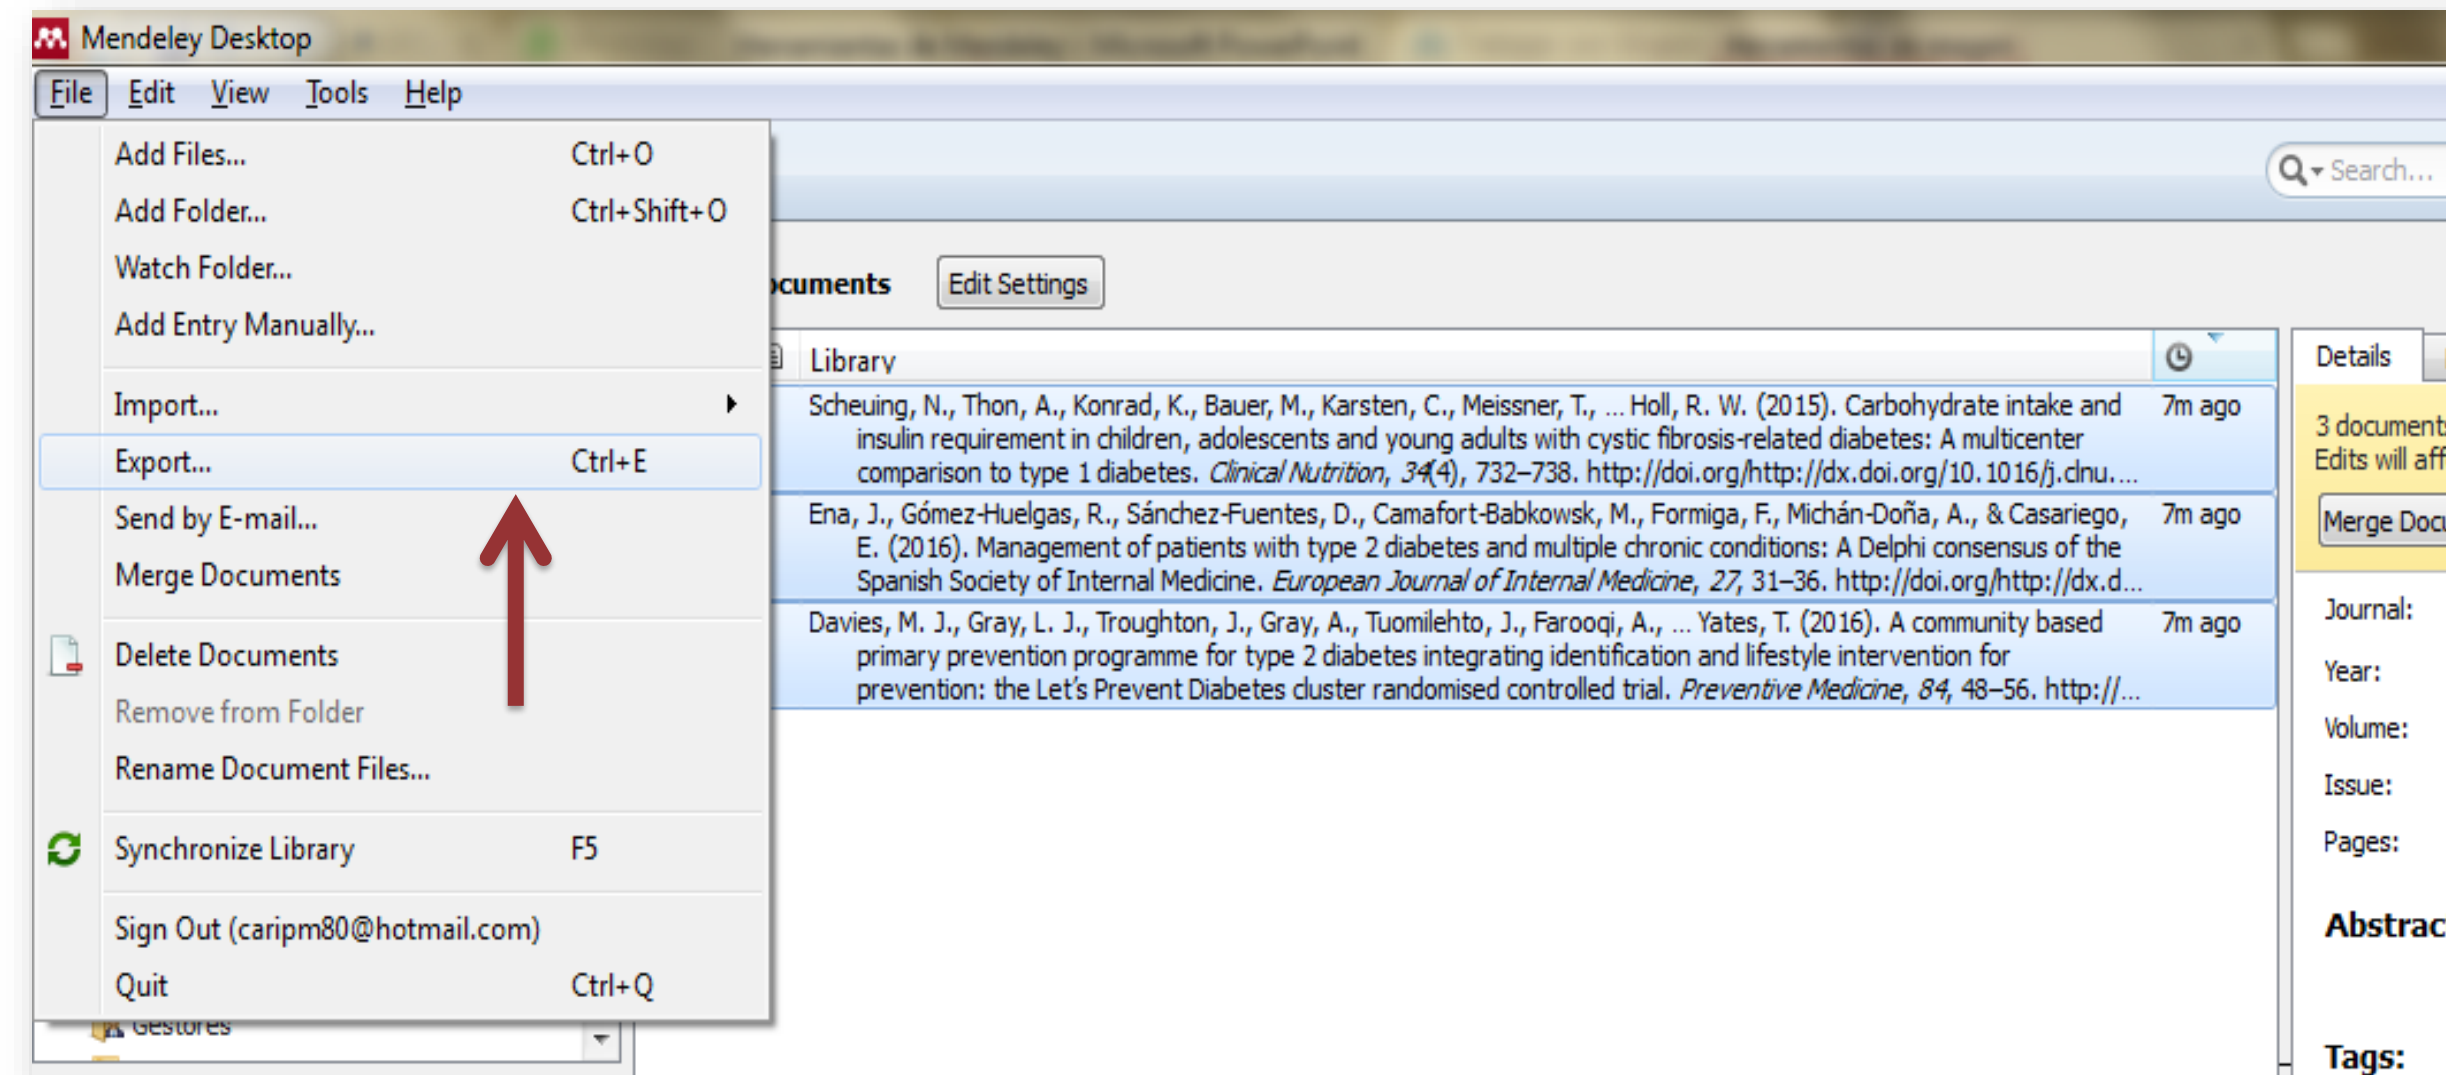 Mendeley Desktop
File Edit View Tools Help
Add Files... Ctrl+O
Add Folder... Ctrl+Shift+O
Watch Folder...
Add Entry Manually...
Import...
Export... Ctrl+E
Send by E-mail...
Merge Documents
Delete Documents
Remove from Folder
Rename Document Files...
Synchronize Library F5
Sign Out (caripm80@hotmail.com)
Quit Ctrl+Q
Gestores
Search...
ocuments Edit Settings
Library
Scheuing, N., Thon, A., Konrad, K., Bauer, M., Karsten, C., Meissner, T., ... Holl, R. W. (2015). Carbohydrate intake and 7m ago
insulin requirement in children, adolescents and young adults with cystic fibrosis-related diabetes: A multicenter
comparison to type 1 diabetes. Clinical Nutrition, 34(4), 732–738. http://doi.org/http://dx.doi.org/10.1016/j.clnu....
Ena, J., Gómez-Huelgas, R., Sánchez-Fuentes, D., Camafort-Babkowsk, M., Formiga, F., Michán-Doña, A., & Casariego, 7m ago
E. (2016). Management of patients with type 2 diabetes and multiple chronic conditions: A Delphi consensus of the
Spanish Society of Internal Medicine. European Journal of Internal Medicine, 27, 31–36. http://doi.org/http://dx.d...
Davies, M. J., Gray, L. J., Troughton, J., Gray, A., Tuomilehto, J., Farooqi, A., ... Yates, T. (2016). A community based 7m ago
primary prevention programme for type 2 diabetes integrating identification and lifestyle intervention for
prevention: the Let's Prevent Diabetes cluster randomised controlled trial. Preventive Medicine, 84, 48–56. http://...
Details
3 documents
Edits will aff
Merge Docu
Journal:
Year:
Volume:
Issue:
Pages:
Abstrac
Tags: